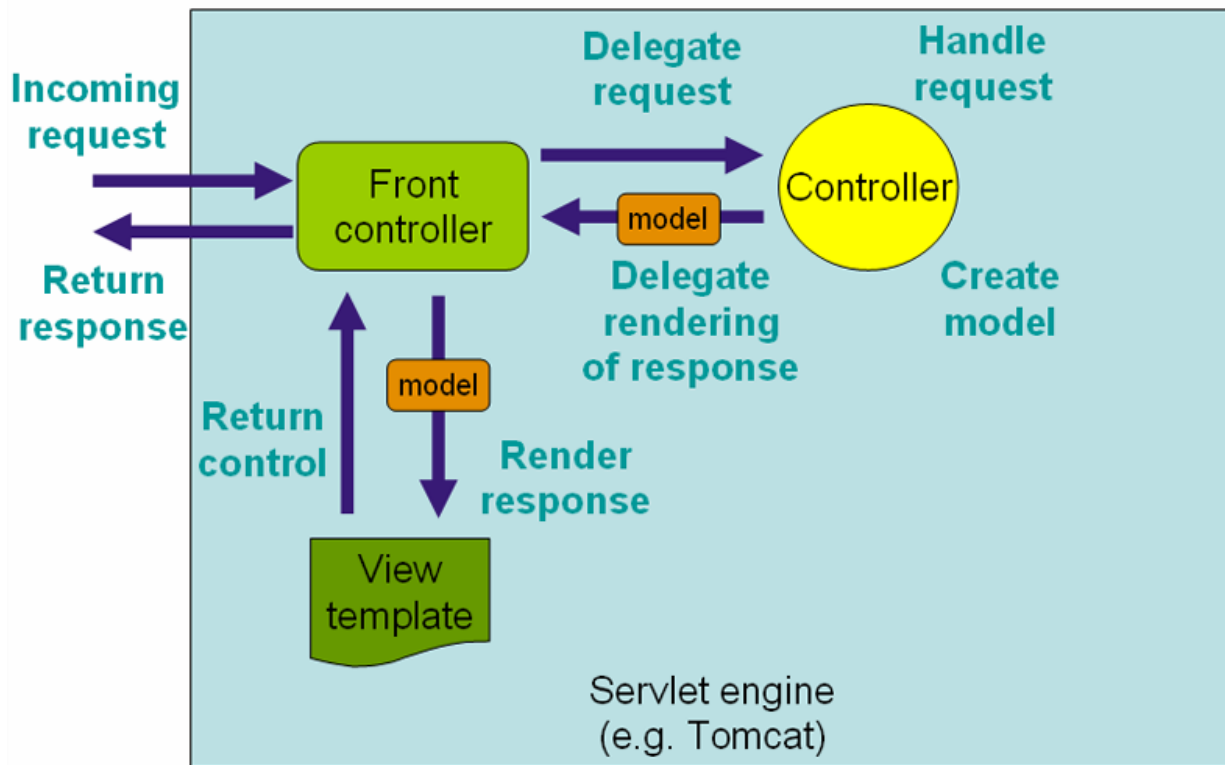 Incoming
request
Return
response
Front
controller
Delegate
request
Handle
request
Controller
model
Delegate
rendering
of response
Create
model
model
Return
control
Render
response
View
template
Servlet engine
(e.g. Tomcat)